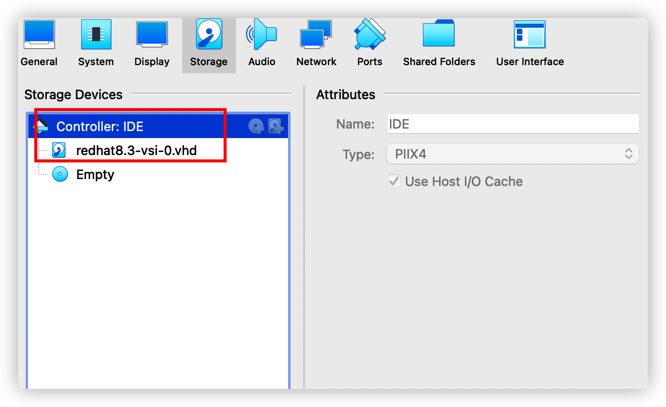 General System Display Storage Audio Network Ports Shared Folders User Interface
Storage Devices
Controller: IDE
redhat8.3-vsi-0.vhd
Empty
Attributes
Name: IDE
Type: PIIX4
Use Host I/O Cache